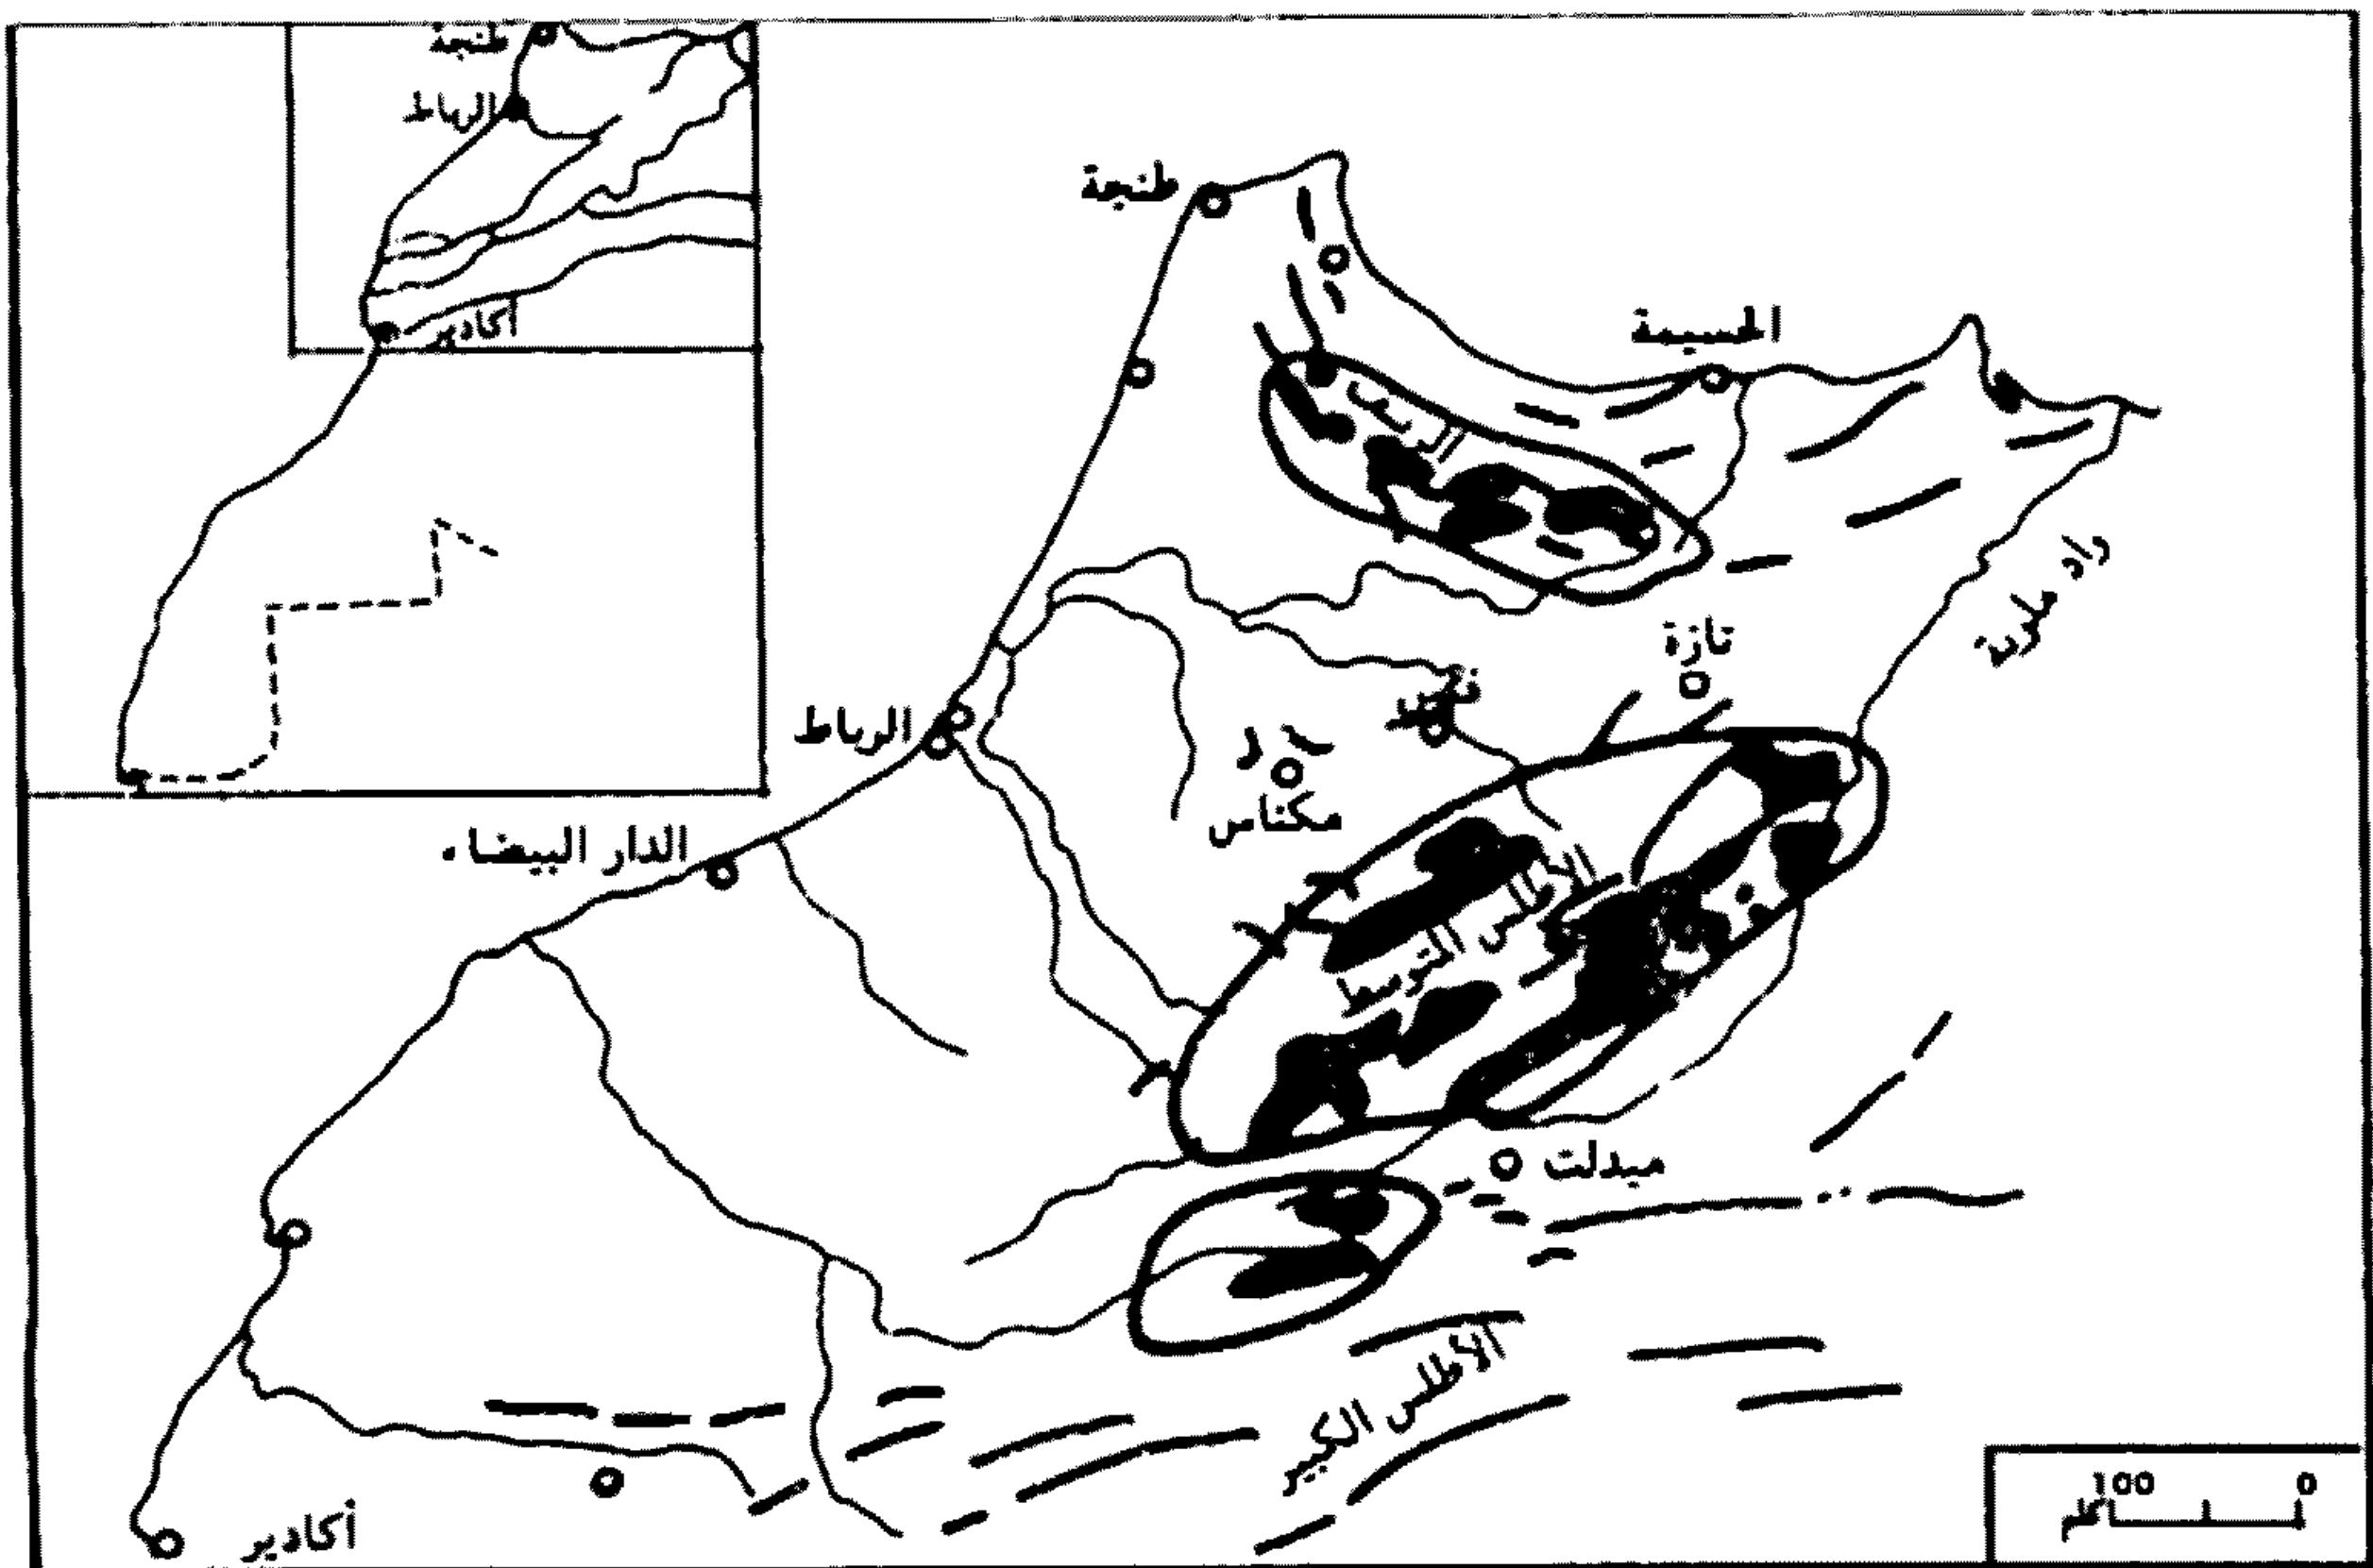 طنجة
الرباط
أكادير
طنجة
الحسيمة
الريف
واد ملوية
تازة
الرباط
مكناس
الدار البيضاء
الأطلس المتوسط
ميدلت
الأطلس الكبير
أكادير
100 0
كلم